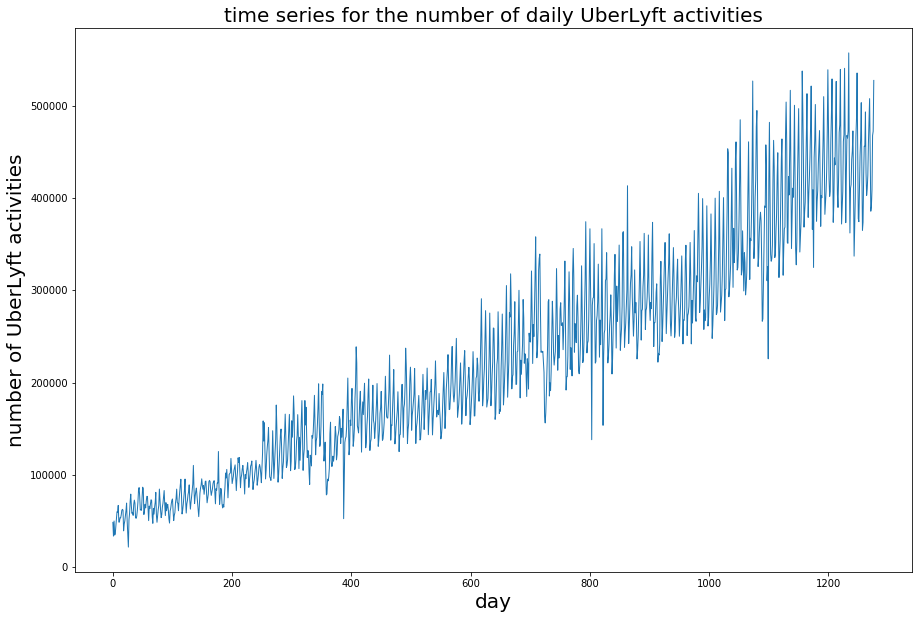 time series for the number of daily UberLyft activities
number of UberLyft activities
500000
400000
300000
200000
100000
0
0 200 400 600 800 1000 1200
day